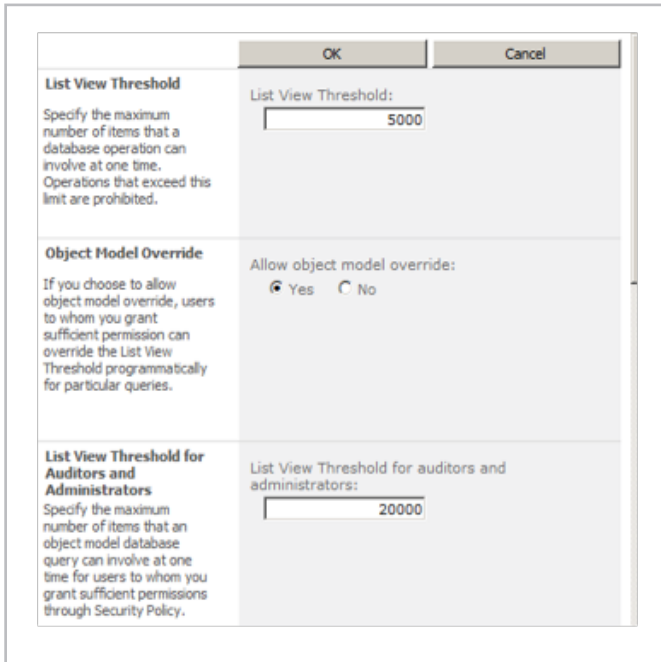 OK
Cancel
List View Threshold
Specify the maximum
number of items that a
database operation can
involve at one time.
Operations that exceed this
limit are prohibited.
List View Threshold:
5000
Object Model Override
If you choose to allow
object model override, users
to whom you grant
sufficient permission can
override the List View
Threshold programmatically
for particular queries.
Allow object model override:
Yes No
List View Threshold for
Auditors and
Administrators
Specify the maximum
number of items that an
object model database
query can involve at one
time for users to whom you
grant sufficient permissions
through Security Policy.
List View Threshold for auditors and
administrators:
20000